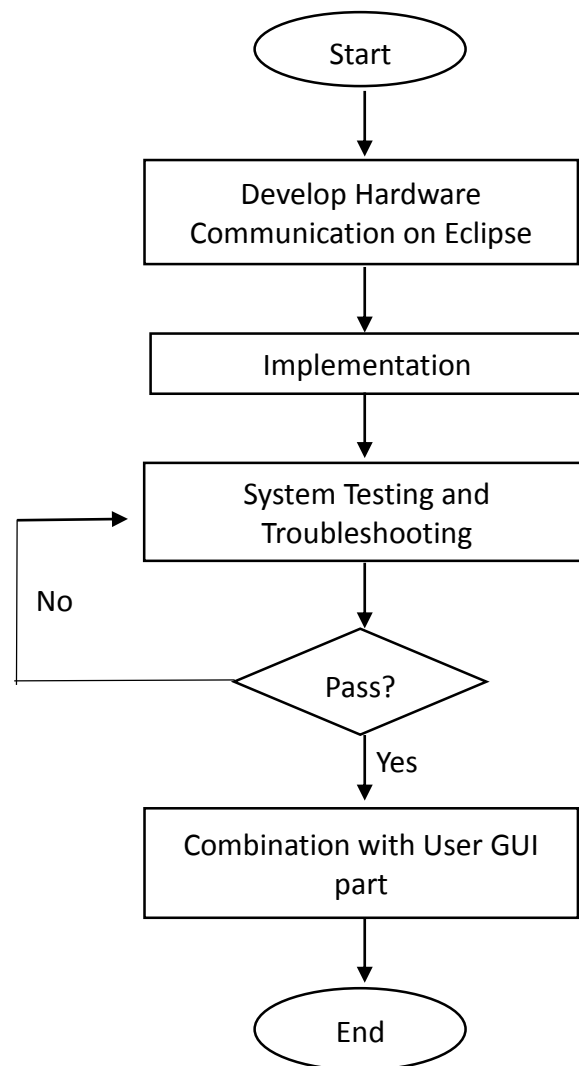 Start
Develop Hardware
Communication on Eclipse
Implementation
System Testing and
Troubleshooting
No
Pass?
Yes
Combination with User GUI
part
End